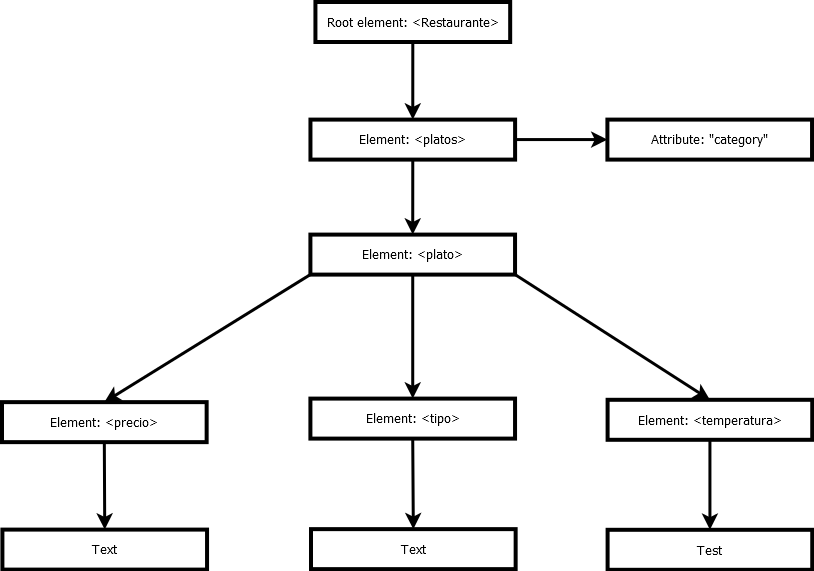 Root element: <Restaurante>
Element: <platos>
Attribute: "category"
Element: <plato>
Element: <precio>
Element: <tipo>
Element: <temperatura>
Text
Text
Test